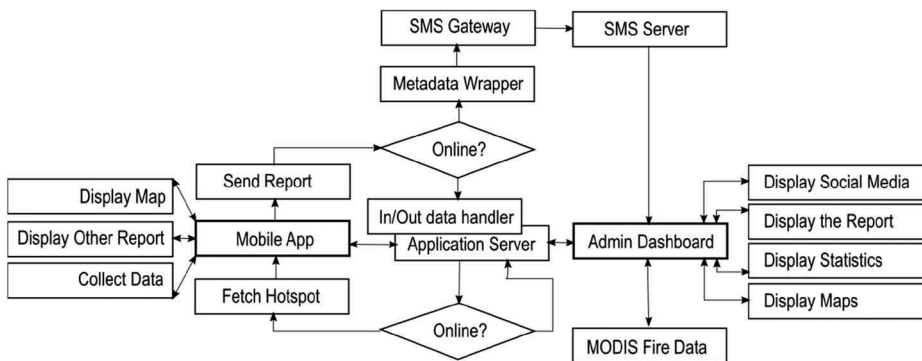 SMS Gateway
SMS Server
Metadata Wrapper
Online?
Send Report
Display Map
Display Other Report
Collect Data
Mobile App
In/Out data handler
Application Server
Admin Dashboard
Display Social Media
Display the Report
Display Statistics
Display Maps
Fetch Hotspot
Online?
MODIS Fire Data